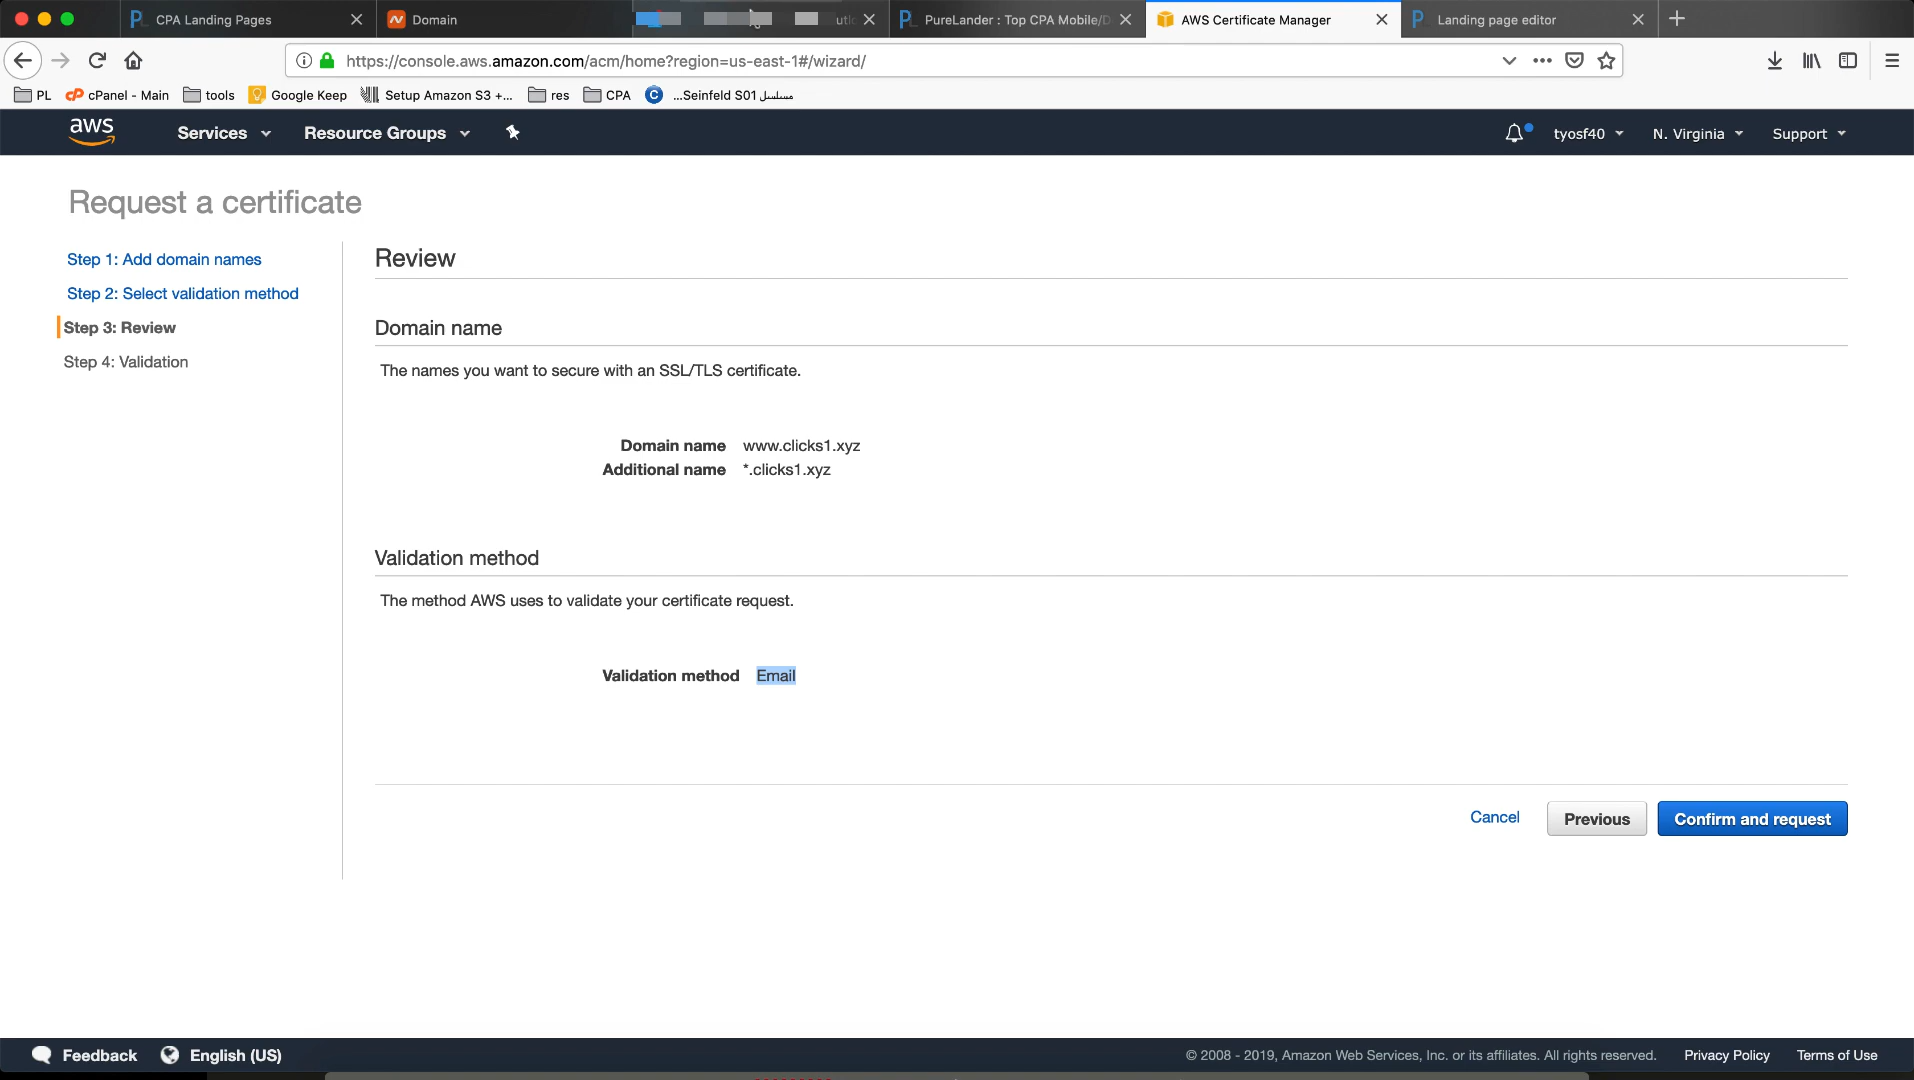 CPA Landing Pages
Domain
PureLander : Top CPA Mobile/D
AWS Certificate Manager
Landing page editor
https://console.aws.amazon.com/acm/home?region=us-east-1#/wizard/
PL
cPanel - Main
tools
Google Keep
Setup Amazon S3 +...
res
CPA
...Seinfeld S01 مسلسل
aws
Services
Resource Groups
tyosf40
N. Virginia
Support
Request a certificate
Step 1: Add domain names
Step 2: Select validation method
Step 3: Review
Step 4: Validation
Review
Domain name
The names you want to secure with an SSL/TLS certificate.
Domain name www.clicks1.xyz
Additional name *.clicks1.xyz
Validation method
The method AWS uses to validate your certificate request.
Validation method Email
Cancel
Previous
Confirm and request
Feedback
English (US)
© 2008 - 2019, Amazon Web Services, Inc. or its affiliates. All rights reserved.
Privacy Policy
Terms of Use